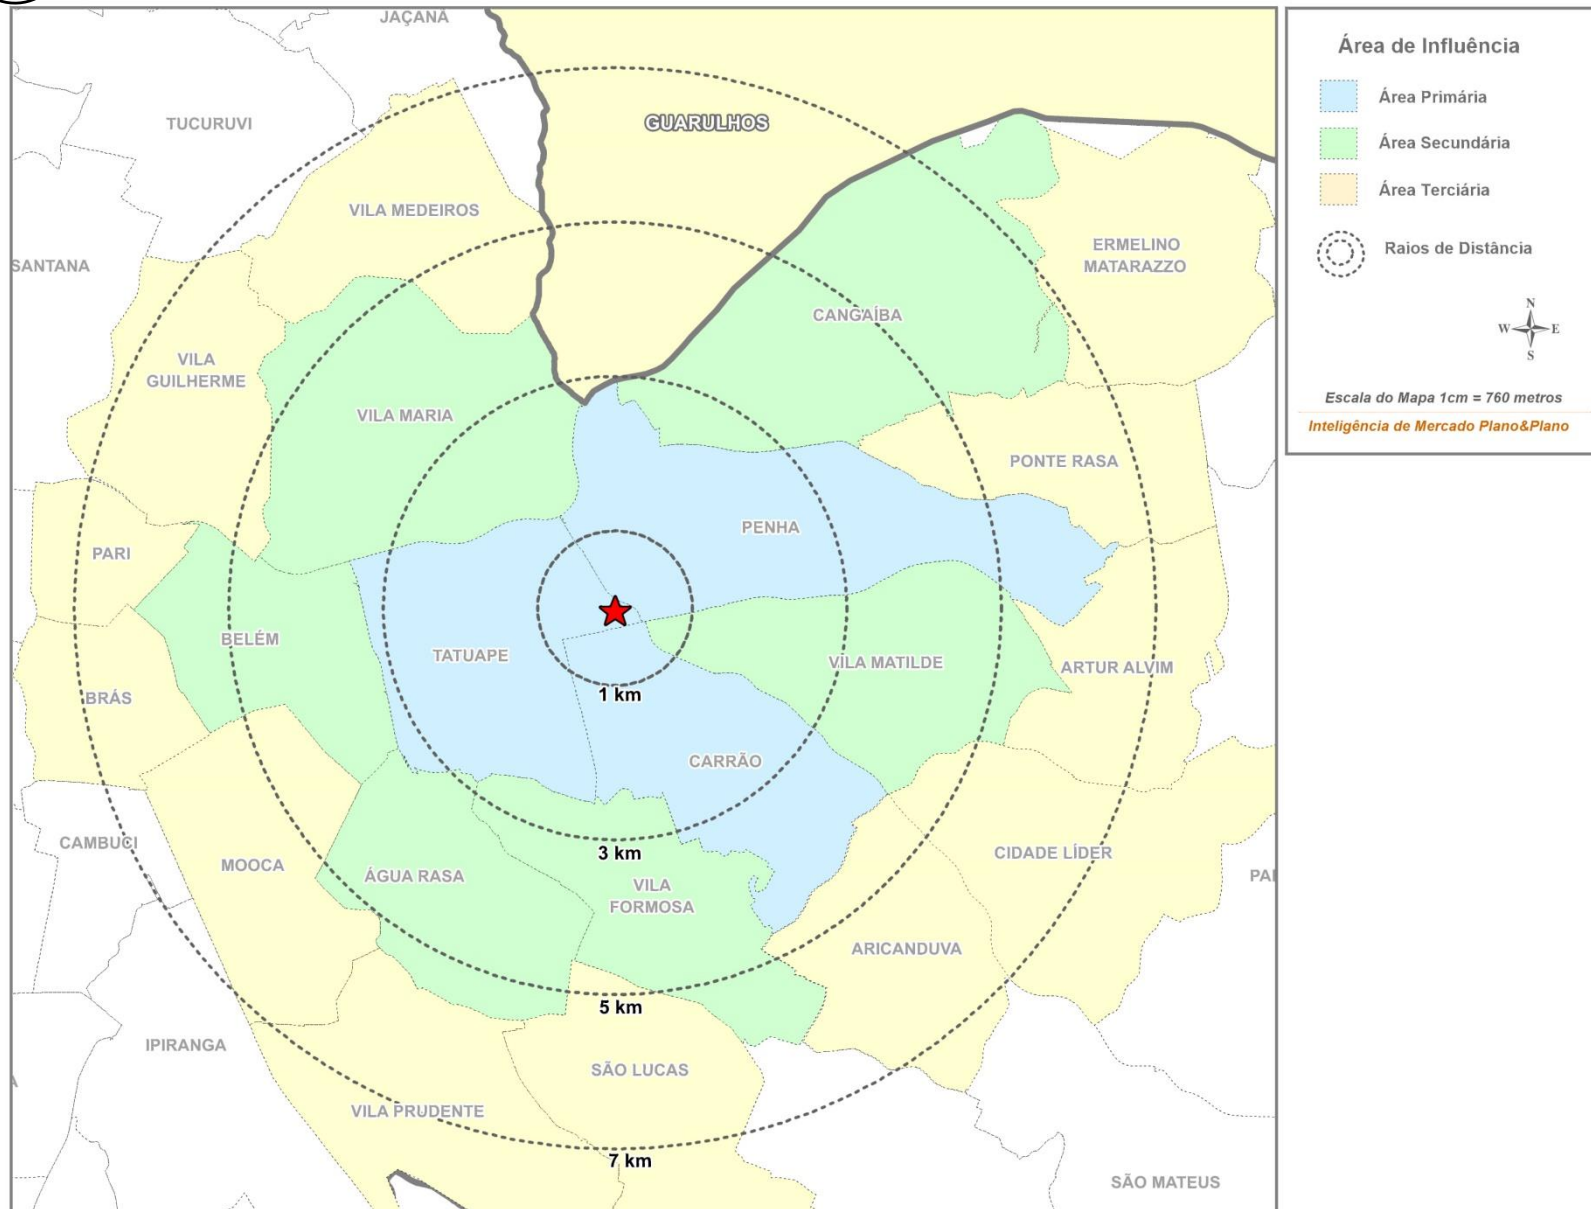 JAÇANÃ
TUCURUVI
GUARULHOS
VILA MEDEIROS
SANTANA
ERMELINO
MATARAZZO
CANGAÍBA
VILA
GUILHERME
VILA MARIA
PONTE RASA
PENHA
PARI
BELÉM
TATUAPE
VILA MATILDE
ARTUR ALVIM
BRÁS
1 km
CARRÃO
CAMBUCI
MOOCA
ÁGUA RASA
3 km
VILA
FORMOSA
CIDADE LÍDER
PAI
ARICANDUVA
5 km
IPIRANGA
SÃO LUCAS
VILA PRUDENTE
7 km
SÃO MATEUS
Área de Influência
Área Primária
Área Secundária
Área Terciária
Raios de Distância
N
W E
S
Escala do Mapa 1cm = 760 metros
Inteligência de Mercado Plano&Plano